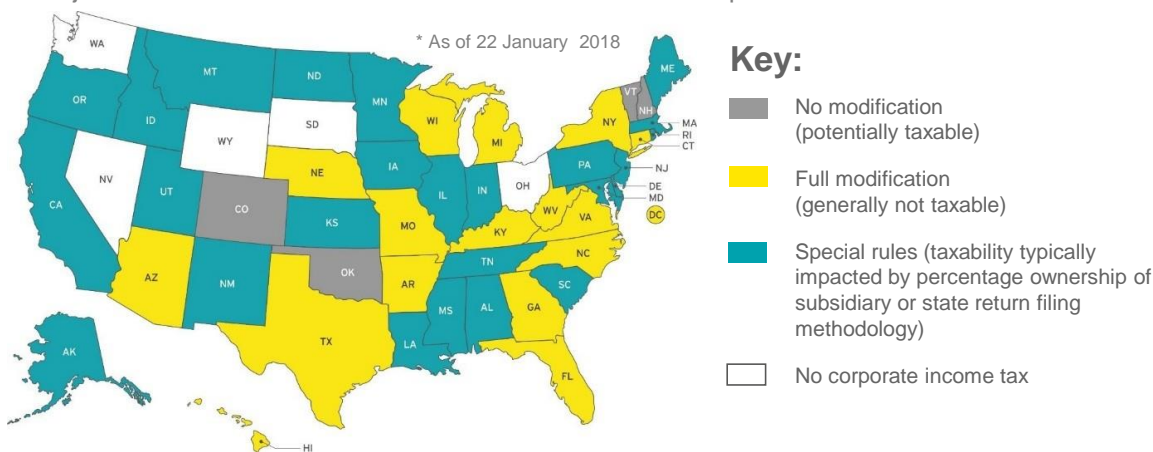 * As of 22 January 2018
WA
MT
ND
MN
ME
VT
NH
OR
ID
WY
SD
WI
MI
NY
MA
RI
CT
NV
UT
CO
NE
IA
IL
IN
OH
PA
NJ
DE
MD
DC
CA
KS
MO
KY
WV
VA
AZ
NM
OK
AR
TN
NC
SC
TX
LA
MS
AL
GA
FL
AK
HI
Key:
No modification
(potentially taxable)
Full modification
(generally not taxable)
Special rules (taxability typically
impacted by percentage ownership of
subsidiary or state return filing
methodology)
No corporate income tax